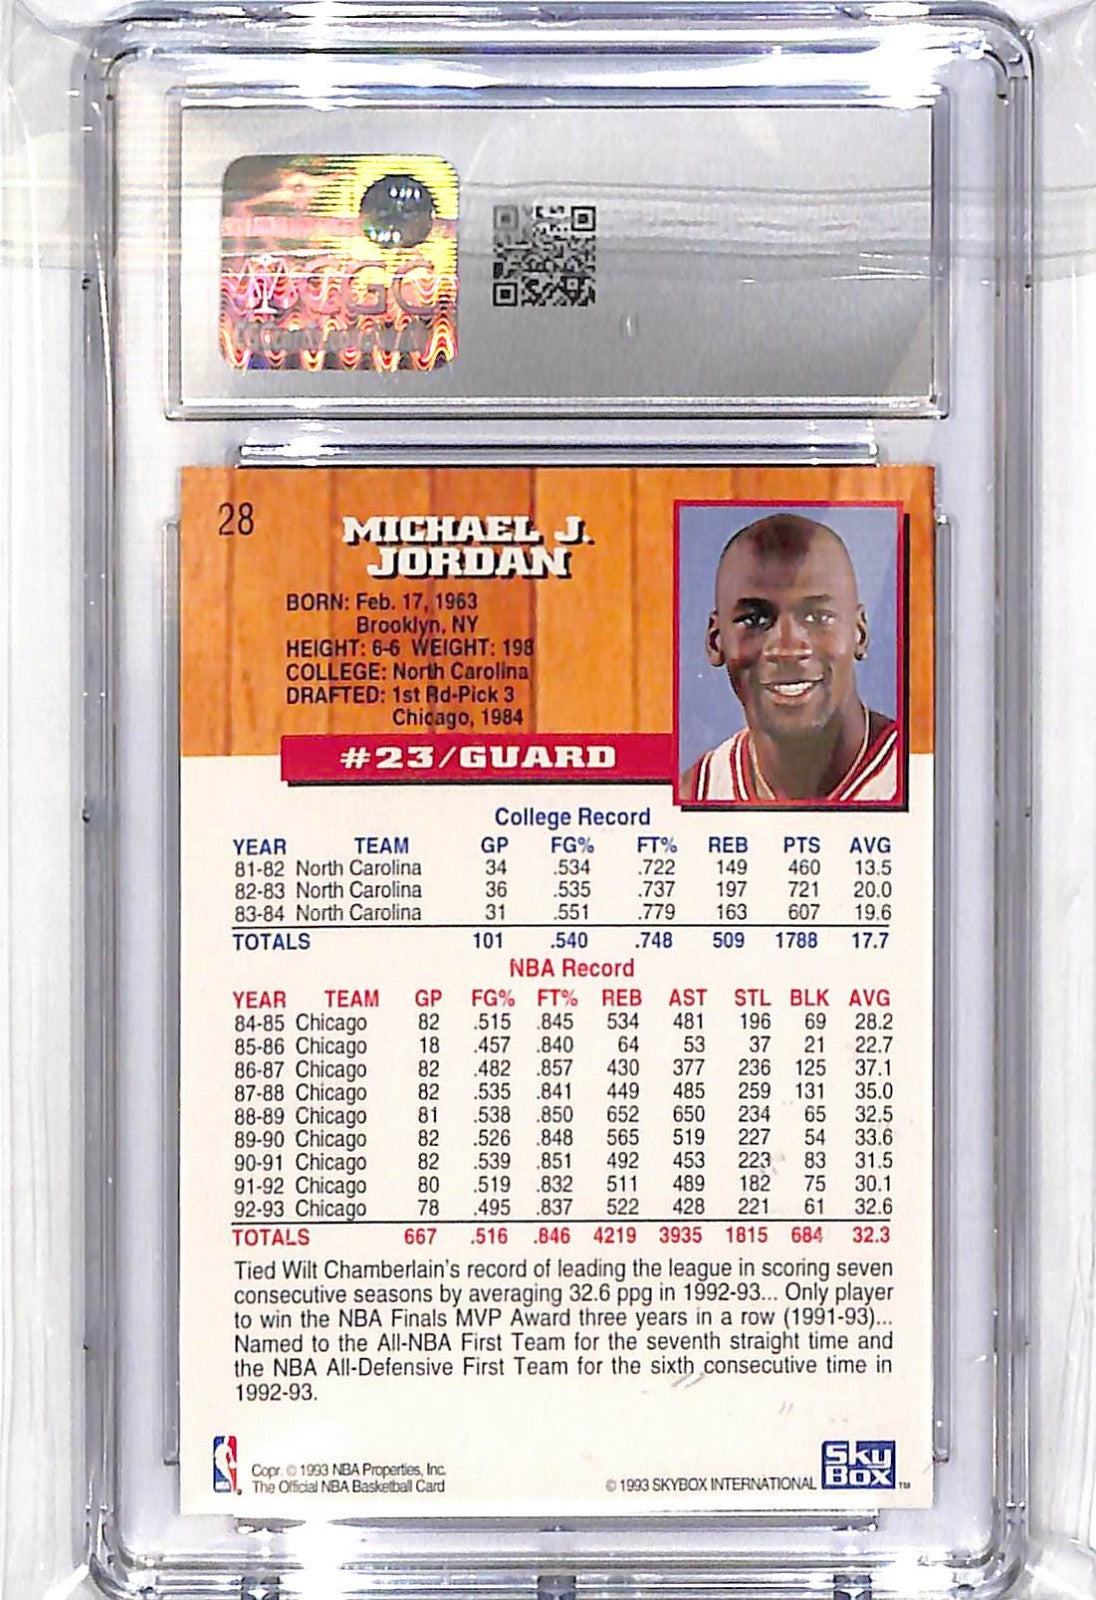 CGC
28
MICHAEL J.
JORDAN
BORN: Feb. 17, 1963
Brooklyn, NY
HEIGHT: 6-6 WEIGHT: 198
COLLEGE: North Carolina
DRAFTED: 1st Rd-Pick 3
Chicago, 1984
#23/GUARD
College Record
YEAR TEAM GP FG% FT% REB PTS AVG
81-82 North Carolina 34 .534 .722 149 460 13.5
82-83 North Carolina 36 .535 .737 197 721 20.0
83-84 North Carolina 31 .551 .779 163 607 19.6
TOTALS 101 .540 .748 509 1788 17.7
NBA Record
YEAR TEAM GP FG% FT% REB AST STL BLK AVG
84-85 Chicago 82 .515 .845 534 481 196 69 28.2
85-86 Chicago 18 .457 .840 64 53 37 21 22.7
86-87 Chicago 82 .482 .857 430 377 236 125 37.1
87-88 Chicago 82 .535 .841 449 485 259 131 35.0
88-89 Chicago 81 .538 .850 652 650 234 65 32.5
89-90 Chicago 82 .526 .848 565 519 227 54 33.6
90-91 Chicago 82 .539 .851 492 453 223 83 31.5
91-92 Chicago 80 .519 .832 511 489 182 75 30.1
92-93 Chicago 78 .495 .837 522 428 221 61 32.6
TOTALS 667 .516 .846 4219 3935 1815 684 32.3
Tied Wilt Chamberlain's record of leading the league in scoring seven
consecutive seasons by averaging 32.6 ppg in 1992-93... Only player
to win the NBA Finals MVP Award three years in a row (1991-93)...
Named to the All-NBA First Team for the seventh straight time and
the NBA All-Defensive First Team for the sixth consecutive time in
1992-93.
Copr. © 1993 NBA Properties, Inc.
The Official NBA Basketball Card
© 1993 SKYBOX INTERNATIONAL
SKY
BOX ™